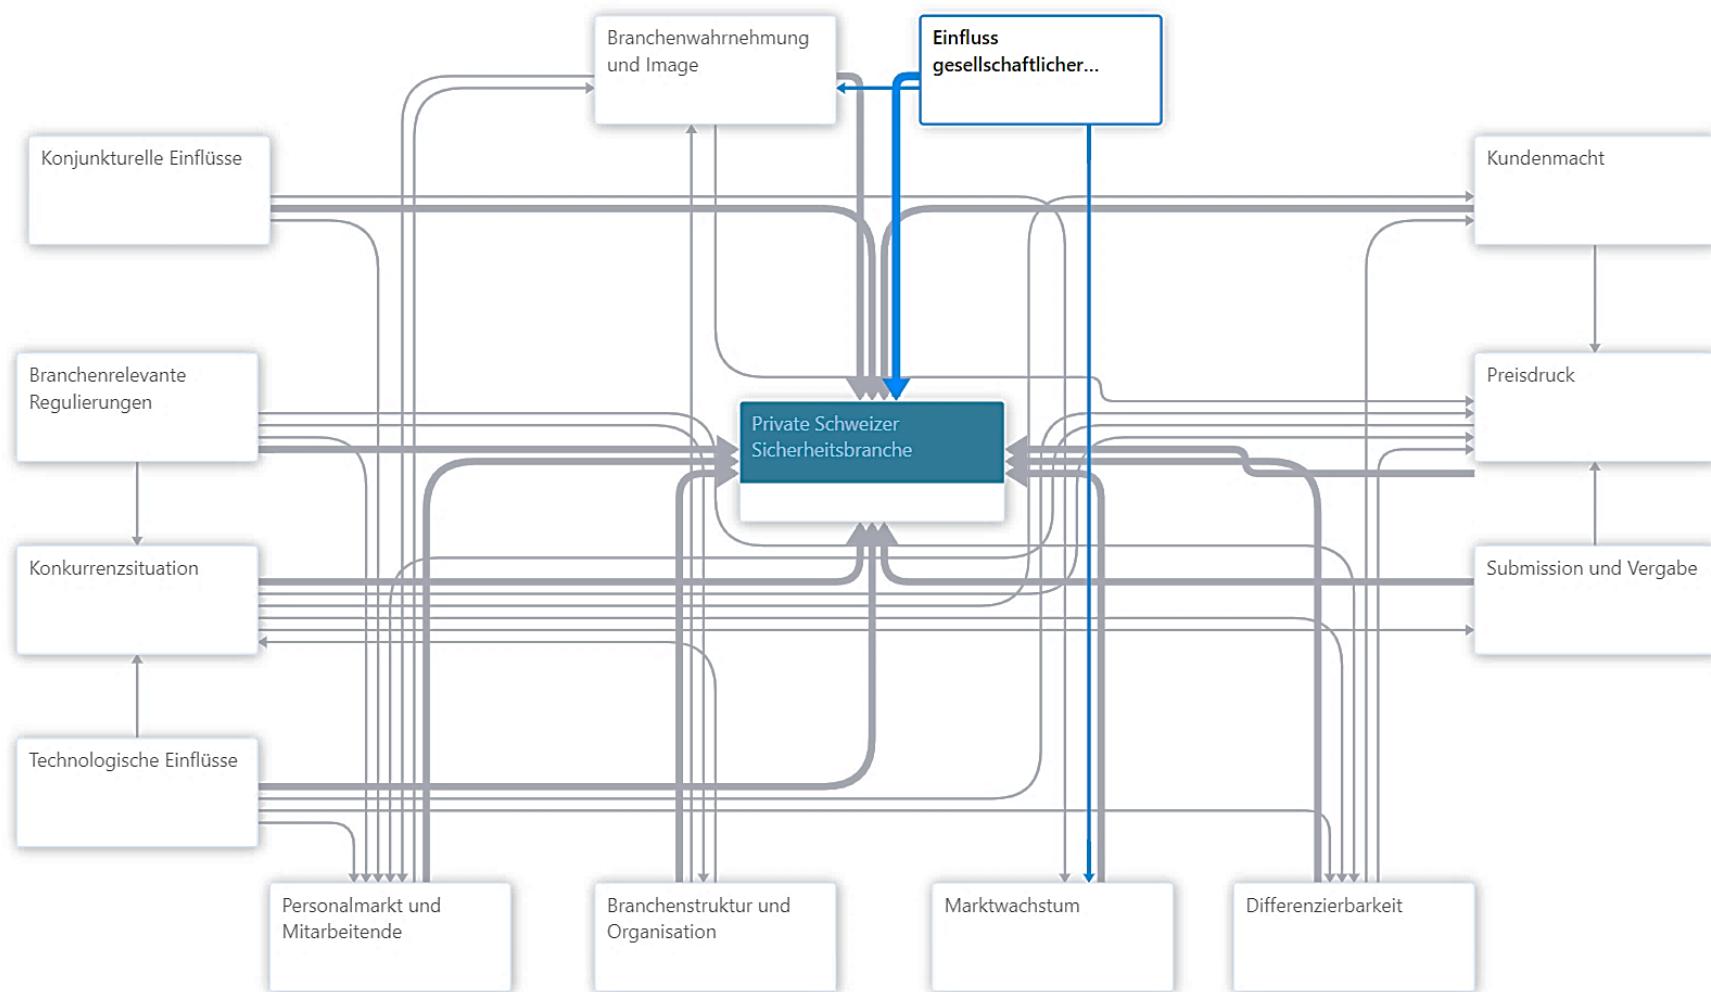 Branchenwahrnehmung
und Image
Einfluss
gesellschaftlicher...
Konjunkturelle Einflüsse
Kundenmacht
Branchenrelevante
Regulierungen
Preisdruck
Private Schweizer
Sicherheitsbranche
Konkurrenzsituation
Submission und Vergabe
Technologische Einflüsse
Personalmarkt und
Mitarbeitende
Branchenstruktur und
Organisation
Marktwachstum
Differenzierbarkeit